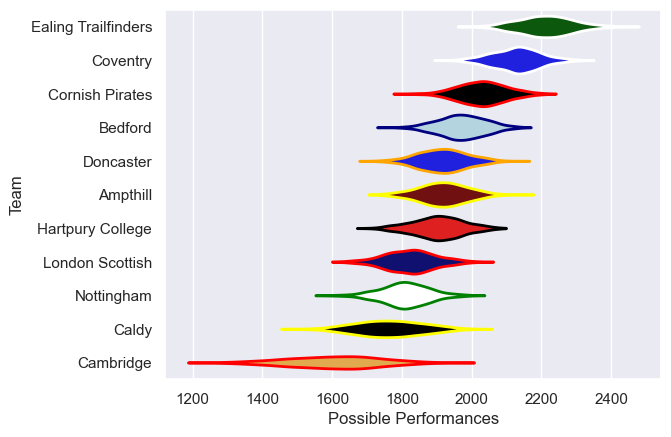 Ealing Trailfinders
Coventry
Cornish Pirates
Bedford
Doncaster
Ampthill
Hartpury College
London Scottish
Nottingham
Caldy
Cambridge
Team
1200 1400 1600 1800 2000 2200 2400
Possible Performances